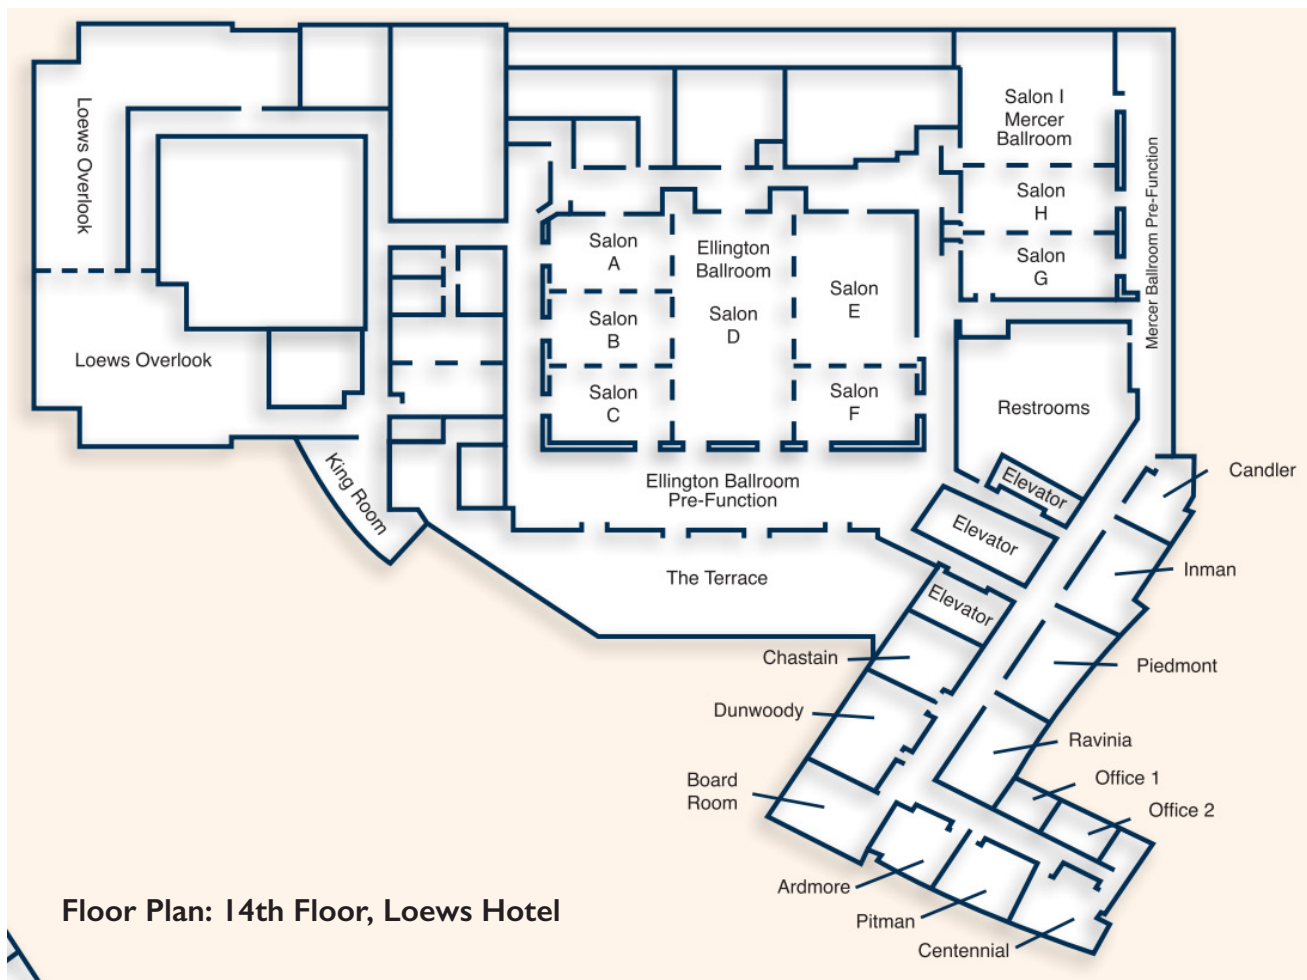 Loews Overlook
Loews Overlook
King Room
Salon
A
Salon
B
Salon
C
Ellington
Ballroom
Salon
D
Salon
E
Salon
F
Salon I
Mercer
Ballroom
Salon
H
Salon
G
Mercer Ballroom Pre-Function
Restrooms
Ellington Ballroom
Pre-Function
The Terrace
Elevator
Elevator
Elevator
Candler
Inman
Piedmont
Ravinia
Office 1
Office 2
Chastain
Dunwoody
Board
Room
Ardmore
Pitman
Centennial
Floor Plan: 14th Floor, Loews Hotel